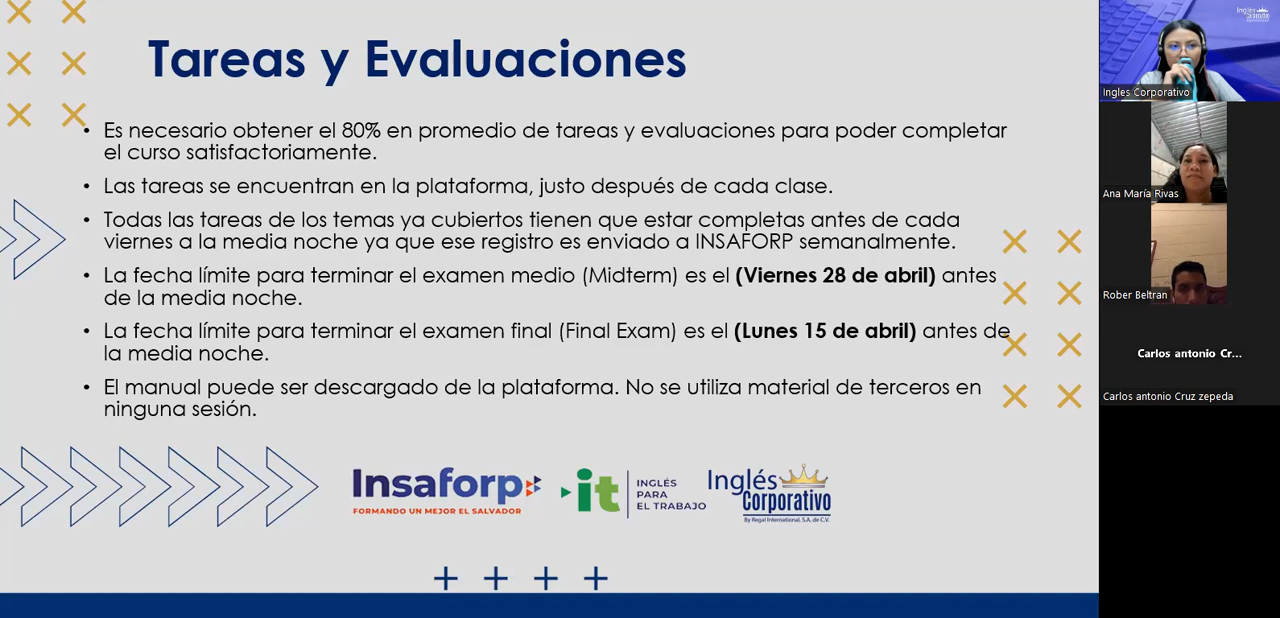 Tareas y Evaluaciones
• Es necesario obtener el 80% en promedio de tareas y evaluaciones para poder completar
el curso satisfactoriamente.
• Las tareas se encuentran en la plataforma, justo después de cada clase.
• Todas las tareas de los temas ya cubiertos tienen que estar completas antes de cada
viernes a la media noche ya que ese registro es enviado a INSAFORP semanalmente.
• La fecha límite para terminar el examen medio (Midterm) es el (Viernes 28 de abril) antes
de la media noche.
• La fecha límite para terminar el examen final (Final Exam) es el (Lunes 15 de abril) antes de
la media noche.
• El manual puede ser descargado de la plataforma. No se utiliza material de terceros en
ninguna sesión.
Insaforp
FORMANDO UN MEJOR EL SALVADOR
it
INGLÉS
PARA
EL TRABAJO
Inglés
Corporativo
By Regal International, S.A. de C.V.
Inglés
Corporativo
Ingles Corporativo
Ana María Rivas
Rober Beltran
Carlos antonio Cr...
Carlos antonio Cruz zepeda